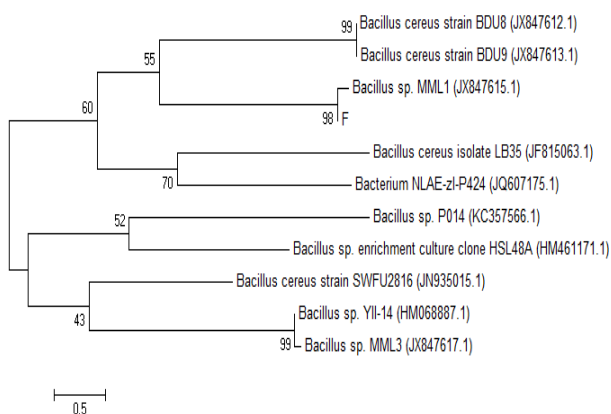 99
Bacillus cereus strain BDU8 (JX847612.1)
Bacillus cereus strain BDU9 (JX847613.1)
55
Bacillus sp. MML1 (JX847615.1)
98
F
60
Bacillus cereus isolate LB35 (JF815063.1)
70
Bacterium NLAE-zl-P424 (JQ607175.1)
52
Bacillus sp. P014 (KC357566.1)
Bacillus sp. enrichment culture clone HSL48A (HM461171.1)
Bacillus cereus strain SWFU2816 (JN935015.1)
43
Bacillus sp. YII-14 (HM068887.1)
99
Bacillus sp. MML3 (JX847617.1)
0.5